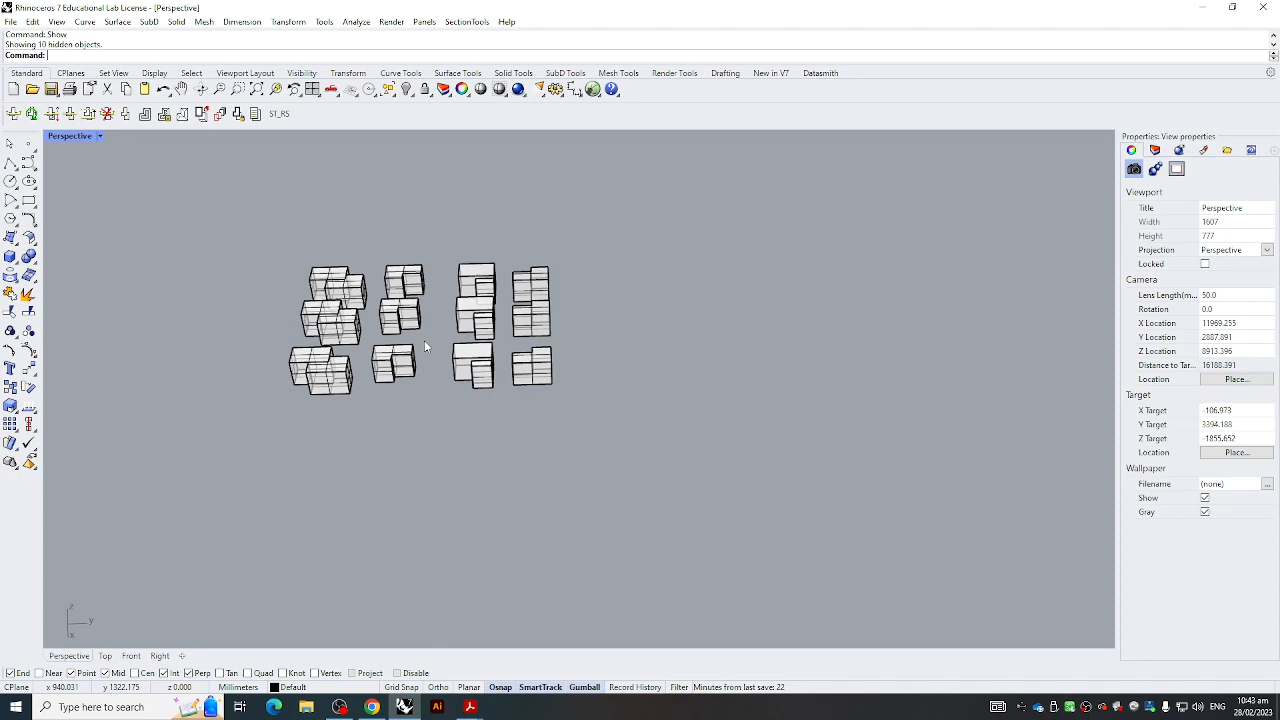 Rhinoceros 7 Educational Lab License - [Perspective]
File Edit View Curve Surface SubD Solid Mesh Dimension Transform Tools Analyze Render Panels SectionTools Help
Command: Show
Showing 10 hidden objects.
Command:
Standard CPlanes Set View Display Select Viewport Layout Visibility Transform Curve Tools Surface Tools Solid Tools SubD Tools Mesh Tools Render Tools Drafting New in V7 Datasmith
ST_RS
Perspective
Properties: View properties
Viewport
Title Perspective
Width 1607
Height 777
Projection Perspective
Locked
Camera
Lens Length(m... 50.0
Rotation 0.0
X Location 11969.255
Y Location 2887.891
Z Location 8913.396
Distance to Tar... 16188.391
Location Place...
Target
X Target -106.973
Y Target 3394.188
Z Target -1855.652
Location Place...
Wallpaper
Filename (none) ...
Show
Gray
z
y
x
Perspective Top Front Right
End Near Point Mid Cen Int Perp Tan Quad Knot Vertex Project Disable
CPlane x 940.031 y 1322.175 z 0.000 Millimeters Default Grid Snap Ortho Planar Osnap SmartTrack Gumball Record History Filter Minutes from last save: 22
Type here to search
Ai
ENG
10:43 am
28/02/2023